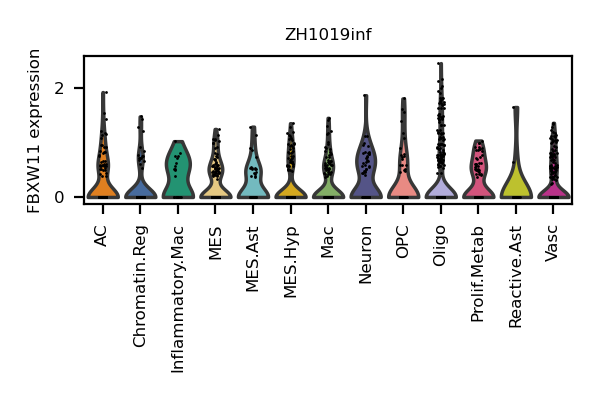 ZH1019inf
FBXW11 expression
2
0
AC
Chromatin.Reg
Inflammatory.Mac
MES
MES.Ast
MES.Hyp
Mac
Neuron
OPC
Oligo
Prolif.Metab
Reactive.Ast
Vasc